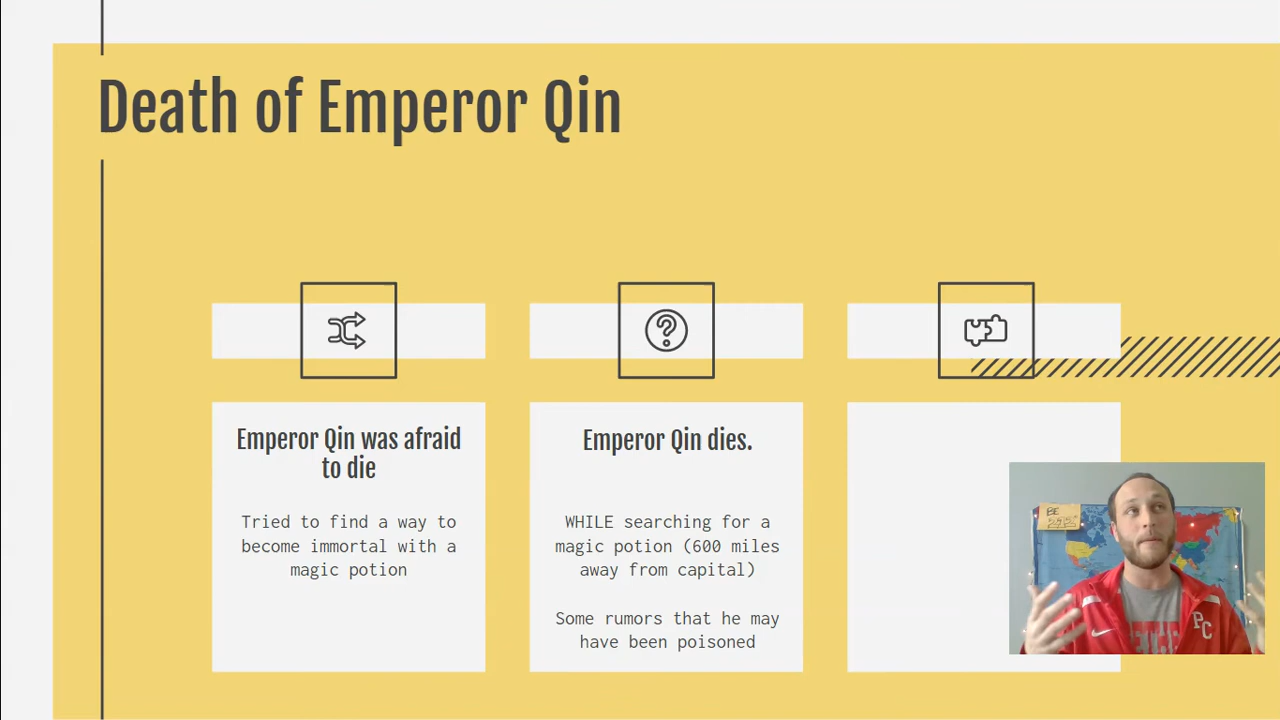 Death of Emperor Qin
Emperor Qin was afraid
to die
Tried to find a way to
become immortal with a
magic potion
Emperor Qin dies.
WHILE searching for a
magic potion (600 miles
away from capital)
Some rumors that he may
have been poisoned
BE
PC